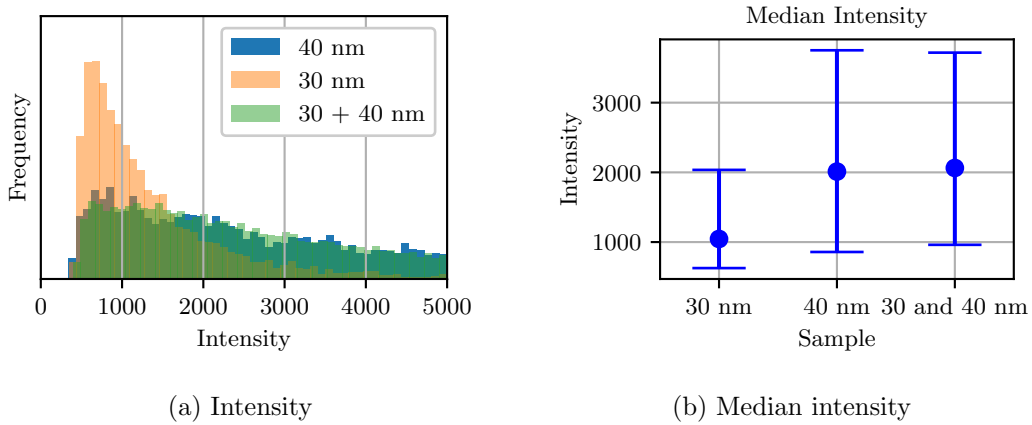 40 nm
30 nm
30 + 40 nm
Frequency
0 1000 2000 3000 4000 5000
Intensity
(a) Intensity
Median Intensity
3000
2000
1000
Intensity
30 nm 40 nm 30 and 40 nm
Sample
(b) Median intensity